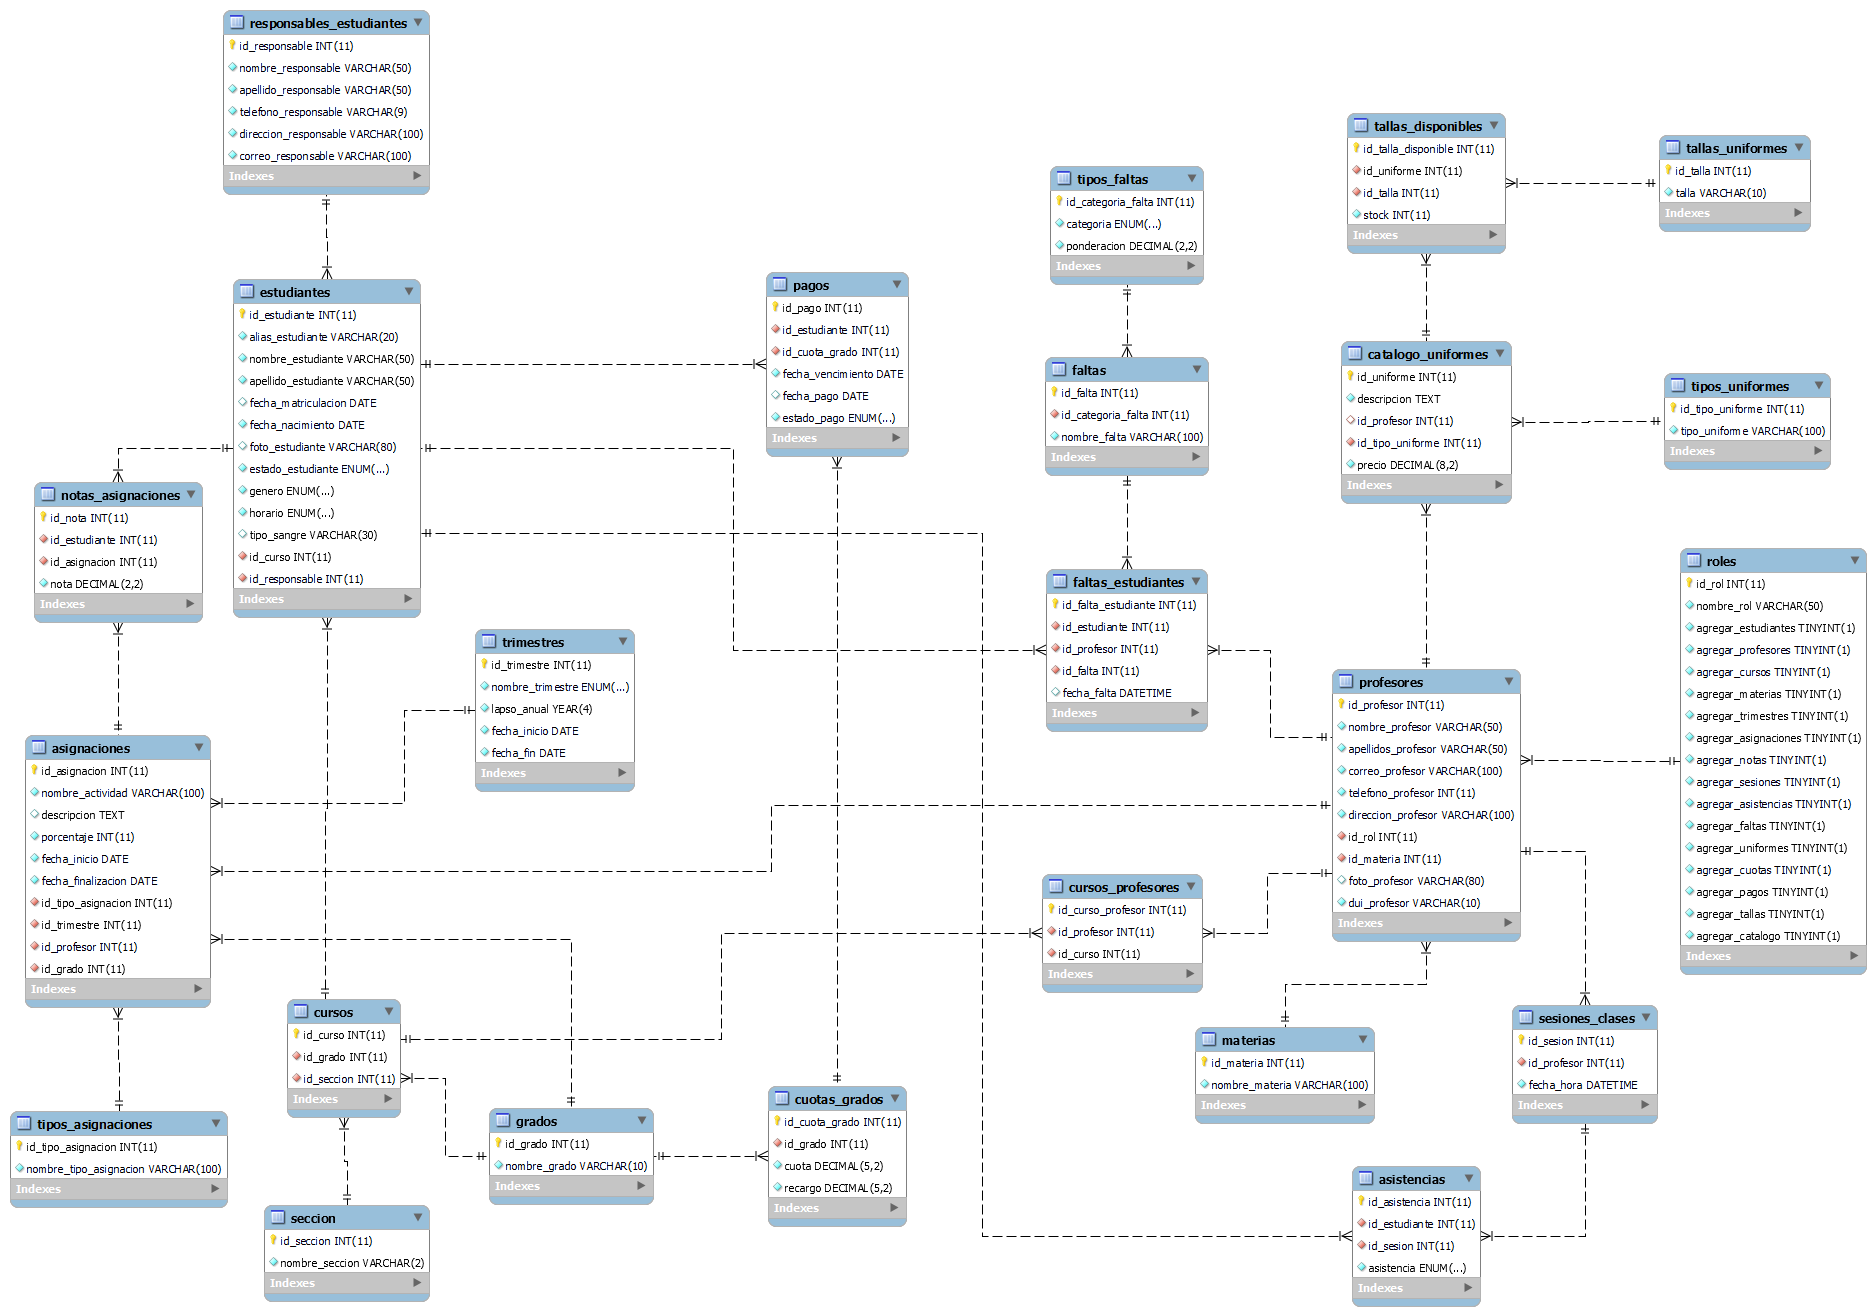 responsables_estudiantes
id_responsable INT(11)
nombre_responsable VARCHAR(50)
apellido_responsable VARCHAR(50)
telefono_responsable VARCHAR(9)
direccion_responsable VARCHAR(100)
correo_responsable VARCHAR(100)
Indexes
estudiantes
id_estudiante INT(11)
alias_estudiante VARCHAR(20)
nombre_estudiante VARCHAR(50)
apellido_estudiante VARCHAR(50)
fecha_matriculacion DATE
fecha_nacimiento DATE
foto_estudiante VARCHAR(80)
estado_estudiante ENUM(...)
genero ENUM(...)
horario ENUM(...)
tipo_sangre VARCHAR(30)
id_curso INT(11)
id_responsable INT(11)
Indexes
notas_asignaciones
id_nota INT(11)
id_estudiante INT(11)
id_asignacion INT(11)
nota DECIMAL(2,2)
Indexes
asignaciones
id_asignacion INT(11)
nombre_actividad VARCHAR(100)
descripcion TEXT
porcentaje INT(11)
fecha_inicio DATE
fecha_finalizacion DATE
id_tipo_asignacion INT(11)
id_trimestre INT(11)
id_profesor INT(11)
id_grado INT(11)
Indexes
tipos_asignaciones
id_tipo_asignacion INT(11)
nombre_tipo_asignacion VARCHAR(100)
Indexes
trimestres
id_trimestre INT(11)
nombre_trimestre ENUM(...)
lapso_anual YEAR(4)
fecha_inicio DATE
fecha_fin DATE
Indexes
cursos
id_curso INT(11)
id_grado INT(11)
id_seccion INT(11)
Indexes
seccion
id_seccion INT(11)
nombre_seccion VARCHAR(2)
Indexes
grados
id_grado INT(11)
nombre_grado VARCHAR(10)
Indexes
pagos
id_pago INT(11)
id_estudiante INT(11)
id_cuota_grado INT(11)
fecha_vencimiento DATE
fecha_pago DATE
estado_pago ENUM(...)
Indexes
cuotas_grados
id_cuota_grado INT(11)
id_grado INT(11)
cuota DECIMAL(5,2)
recargo DECIMAL(5,2)
Indexes
tipos_faltas
id_categoria_falta INT(11)
categoria ENUM(...)
ponderacion DECIMAL(2,2)
Indexes
faltas
id_falta INT(11)
id_categoria_falta INT(11)
nombre_falta VARCHAR(100)
Indexes
faltas_estudiantes
id_falta_estudiante INT(11)
id_estudiante INT(11)
id_profesor INT(11)
id_falta INT(11)
fecha_falta DATETIME
Indexes
cursos_profesores
id_curso_profesor INT(11)
id_profesor INT(11)
id_curso INT(11)
Indexes
materias
id_materia INT(11)
nombre_materia VARCHAR(100)
Indexes
tallas_disponibles
id_talla_disponible INT(11)
id_uniforme INT(11)
id_talla INT(11)
stock INT(11)
Indexes
tallas_uniformes
id_talla INT(11)
talla VARCHAR(10)
Indexes
catalogo_uniformes
id_uniforme INT(11)
descripcion TEXT
id_profesor INT(11)
id_tipo_uniforme INT(11)
precio DECIMAL(8,2)
Indexes
tipos_uniformes
id_tipo_uniforme INT(11)
tipo_uniforme VARCHAR(100)
Indexes
profesores
id_profesor INT(11)
nombre_profesor VARCHAR(50)
apellidos_profesor VARCHAR(50)
correo_profesor VARCHAR(100)
telefono_profesor INT(11)
direccion_profesor VARCHAR(100)
id_rol INT(11)
id_materia INT(11)
foto_profesor VARCHAR(80)
dui_profesor VARCHAR(10)
Indexes
roles
id_rol INT(11)
nombre_rol VARCHAR(50)
agregar_estudiantes TINYINT(1)
agregar_profesores TINYINT(1)
agregar_cursos TINYINT(1)
agregar_materias TINYINT(1)
agregar_trimestres TINYINT(1)
agregar_asignaciones TINYINT(1)
agregar_notas TINYINT(1)
agregar_sesiones TINYINT(1)
agregar_asistencias TINYINT(1)
agregar_faltas TINYINT(1)
agregar_uniformes TINYINT(1)
agregar_cuotas TINYINT(1)
agregar_pagos TINYINT(1)
agregar_tallas TINYINT(1)
agregar_catalogo TINYINT(1)
Indexes
sesiones_clases
id_sesion INT(11)
id_profesor INT(11)
fecha_hora DATETIME
Indexes
asistencias
id_asistencia INT(11)
id_estudiante INT(11)
id_sesion INT(11)
asistencia ENUM(...)
Indexes